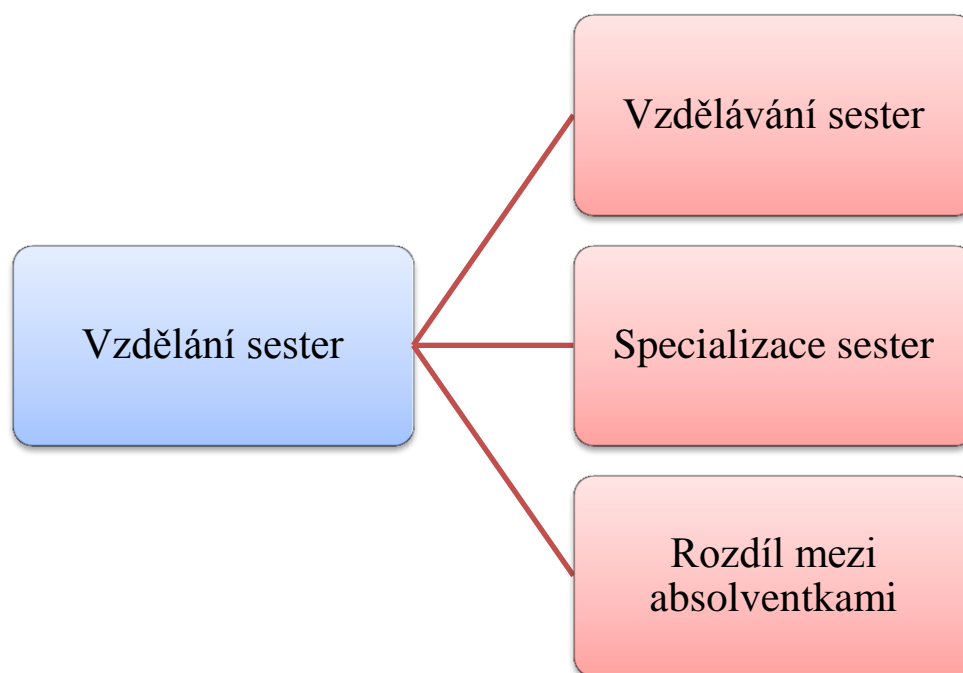 Vzdělání sester
Vzdělávání sester
Specializace sester
Rozdíl mezi
absolventkami